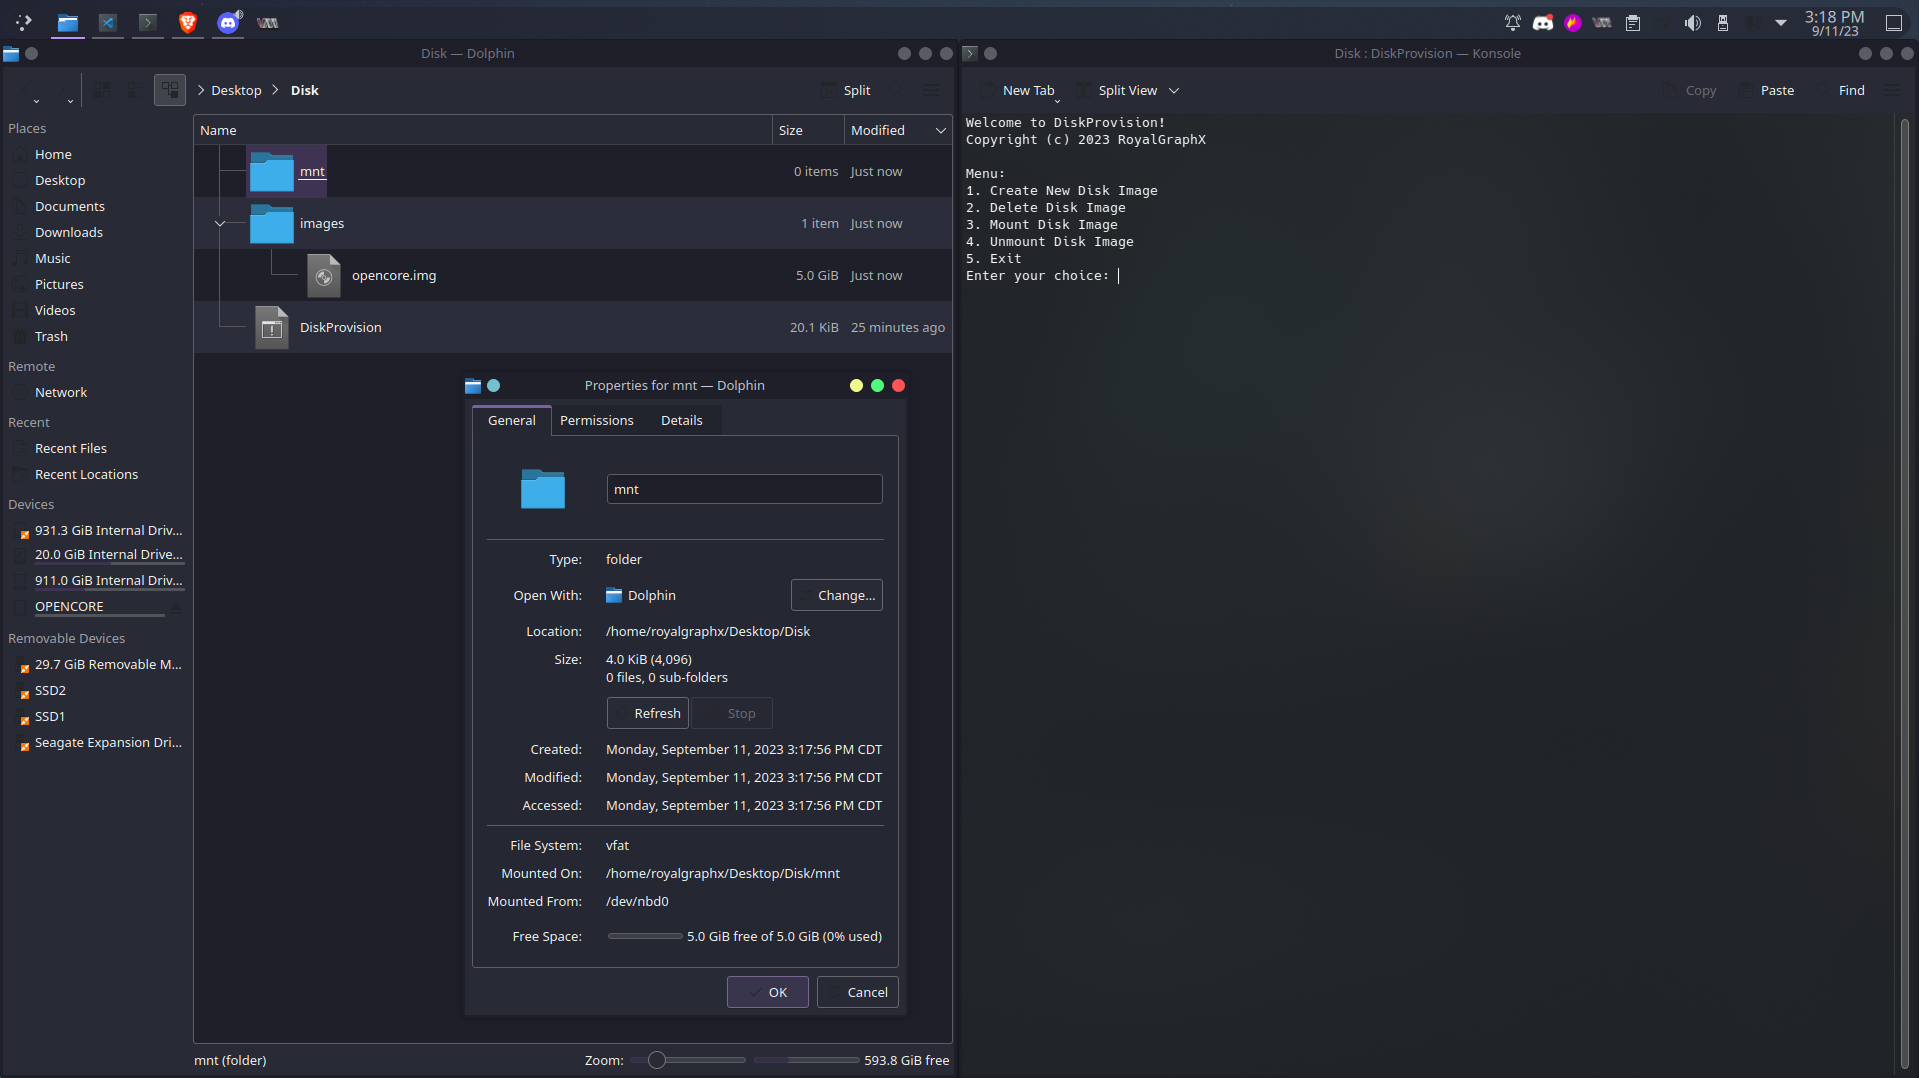 3:18 PM
9/11/23
Disk — Dolphin
Desktop
Disk
Split
Places
Home
Desktop
Documents
Downloads
Music
Pictures
Videos
Trash
Remote
Network
Recent
Recent Files
Recent Locations
Devices
931.3 GiB Internal Driv...
20.0 GiB Internal Drive...
911.0 GiB Internal Driv...
OPENCORE
Removable Devices
29.7 GiB Removable M...
SSD2
SSD1
Seagate Expansion Dri...
Name Size Modified
mnt 0 items Just now
images 1 item Just now
opencore.img 5.0 GiB Just now
DiskProvision 20.1 KiB 25 minutes ago
Properties for mnt — Dolphin
General Permissions Details
mnt
Type: folder
Open With: Dolphin Change...
Location: /home/royalgraphx/Desktop/Disk
Size: 4.0 KiB (4,096)
0 files, 0 sub-folders
Refresh Stop
Created: Monday, September 11, 2023 3:17:56 PM CDT
Modified: Monday, September 11, 2023 3:17:56 PM CDT
Accessed: Monday, September 11, 2023 3:17:56 PM CDT
File System: vfat
Mounted On: /home/royalgraphx/Desktop/Disk/mnt
Mounted From: /dev/nbd0
Free Space: 5.0 GiB free of 5.0 GiB (0% used)
OK Cancel
mnt (folder)
Zoom:
593.8 GiB free
Disk : DiskProvision — Konsole
New Tab Split View Copy Paste Find
Welcome to DiskProvision!
Copyright (c) 2023 RoyalGraphX
Menu:
1. Create New Disk Image
2. Delete Disk Image
3. Mount Disk Image
4. Unmount Disk Image
5. Exit
Enter your choice: